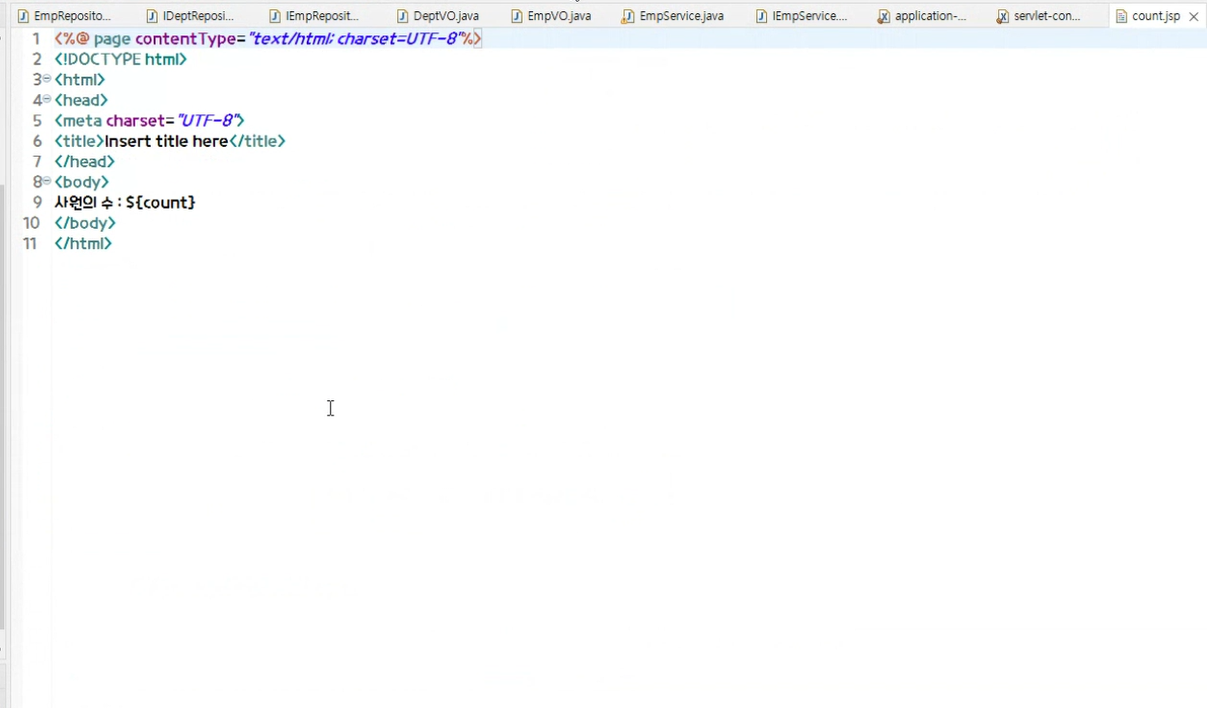 EmpReposito... IDeptReposi... IEmpReposit... DeptVO.java EmpVO.java EmpService.java IEmpService.... application-... servlet-con... count.jsp
1 <%@ page contentType="text/html; charset=UTF-8"%>
2 <!DOCTYPE html>
3 <html>
4 <head>
5 <meta charset="UTF-8">
6 <title>Insert title here</title>
7 </head>
8 <body>
9 사원의 수 : ${count}
10 </body>
11 </html>